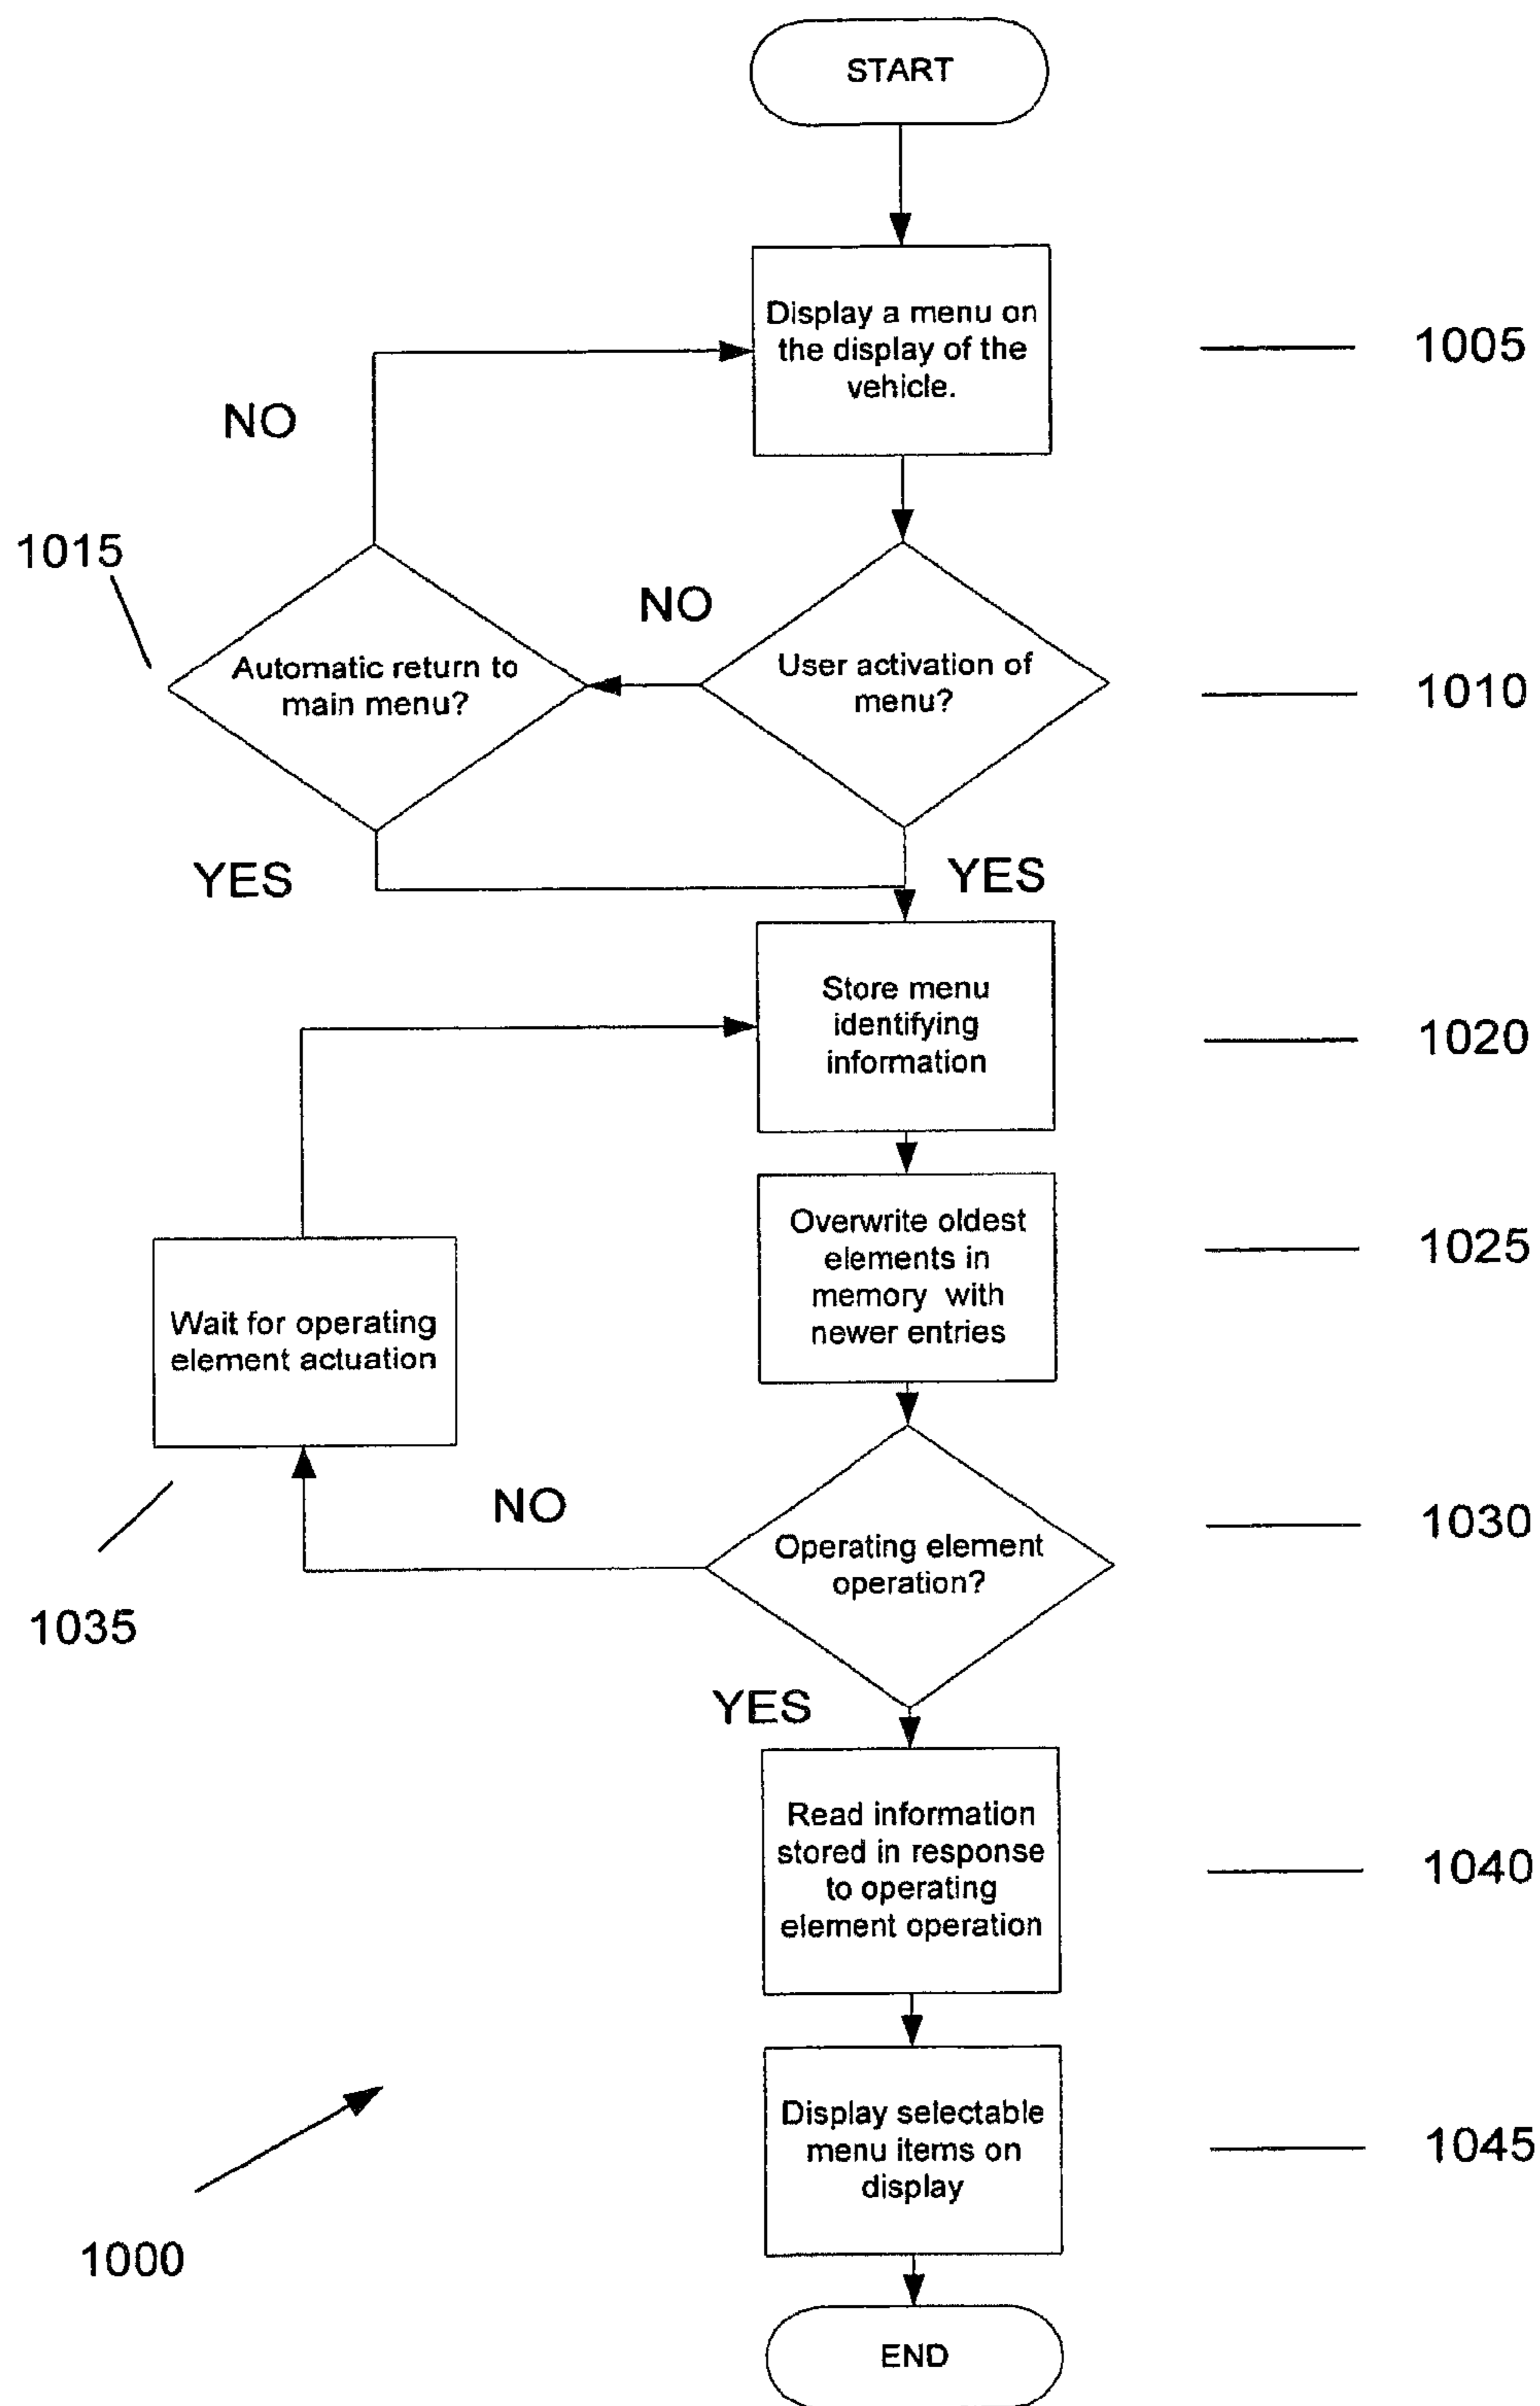 START
Display a menu on
the display of the
vehicle.
1005
NO
1015
NO
Automatic return to
main menu?
User activation of
menu?
1010
YES
YES
Store menu
identifying
information
1020
Overwrite oldest
elements in
memory with
newer entries
1025
Wait for operating
element actuation
NO
Operating element
operation?
1030
1035
YES
Read information
stored in response
to operating
element operation
1040
Display selectable
menu items on
display
1045
1000
END